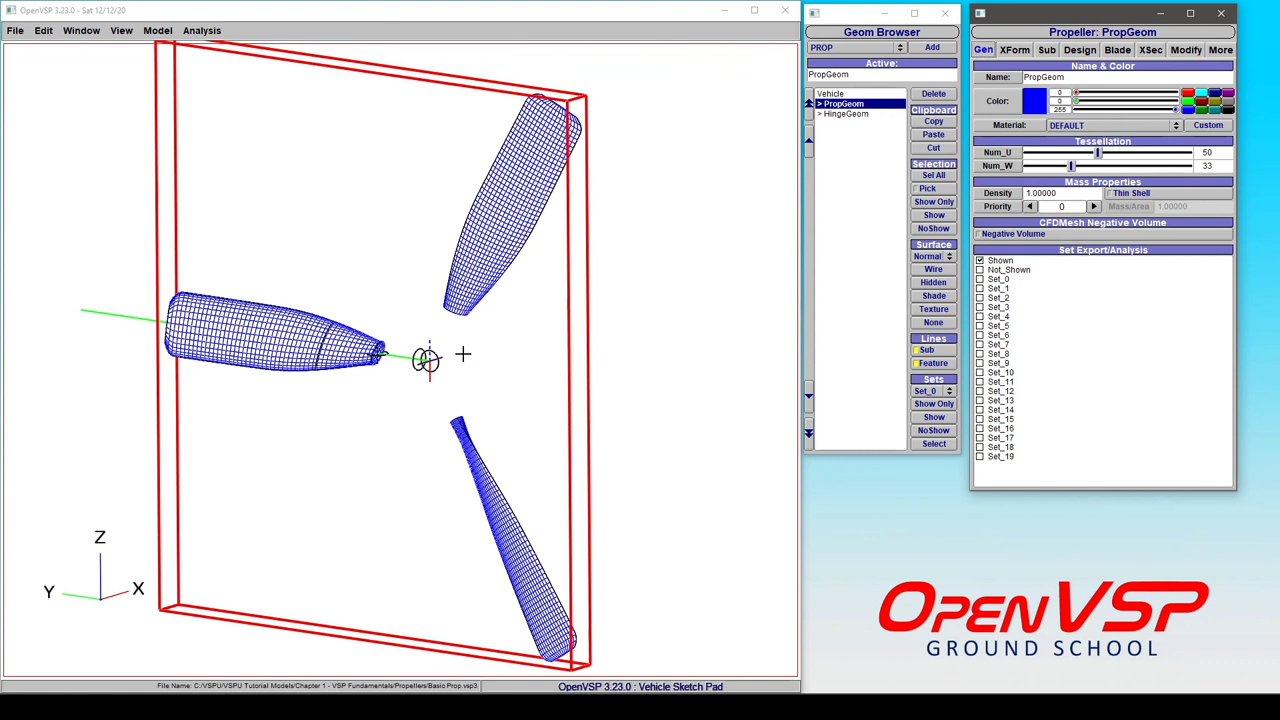 OpenVSP - Sat 12/12/20
File Edit Window View Model Analysis
Z
Y
X
File Name: C:/VSPU/VSPU Tutorial Models/Chapter 1 - VSP Fundamentals/Propellers/Basic Prop.vsp3
OpenVSP 3.23.0 : Vehicle Sketch Pad
Geom Browser
PROP
Add
Active:
PropGeom
Vehicle
> PropGeom
> HingeGeom
Delete
Clipboard
Copy
Paste
Cut
Selection
Sel All
Pick
Show Only
Show
NoShow
Surface
Normal
Wire
Hidden
Shade
Texture
None
Lines
Sub
Feature
Sets
Set_0
Show Only
Show
NoShow
Select
Propeller: PropGeom
Gen XForm Sub Design Blade XSec Modify More
Name & Color
Name: PropGeom
Color:
0
0
255
Material: DEFAULT Custom
Tessellation
Num_U 50
Num_W 33
Mass Properties
Density 1.00000 Thin Shell
Priority 0 Mass/Area 1.00000
CFDMesh Negative Volume
Negative Volume
Set Export/Analysis
Shown
Not_Shown
Set_0
Set_1
Set_2
Set_3
Set_4
Set_5
Set_6
Set_7
Set_8
Set_9
Set_10
Set_11
Set_12
Set_13
Set_14
Set_15
Set_16
Set_17
Set_18
Set_19
OpenVSP
GROUND SCHOOL